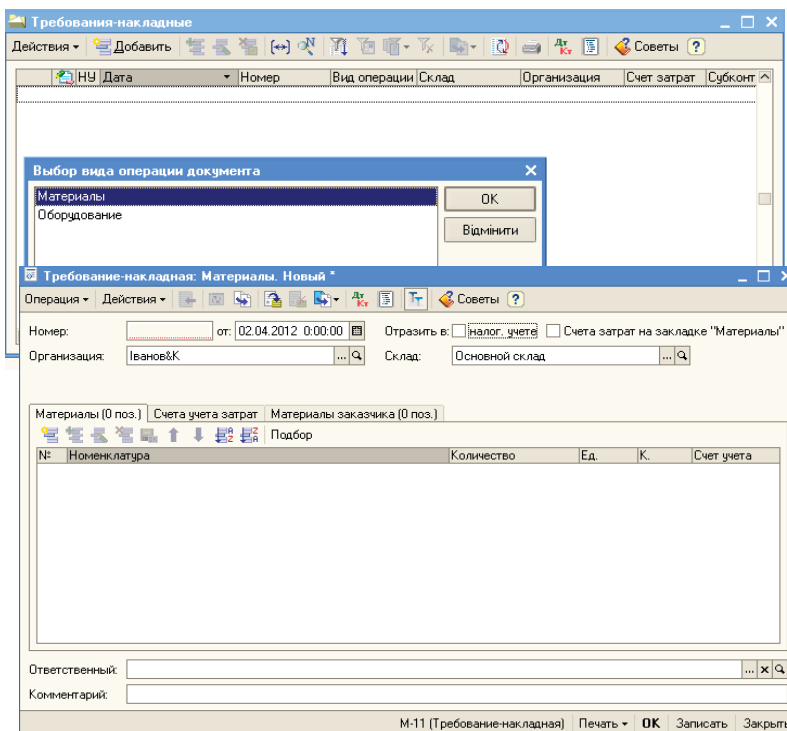 Требования-накладные
Действия Добавить Советы ?
НУ Дата Номер Вид операции Склад Организация Счет затрат Субконт
Выбор вида операции документа
Материалы
Оборудование
OK
Відмінити
Требование-накладная: Материалы. Новый *
Операция Действия Советы ?
Номер: от: 02.04.2012 0:00:00 Отразить в: налог. учете Счета затрат на закладке "Материалы"
Организация: Іванов&К ... Склад: Основной склад ...
Материалы (0 поз.) Счета учета затрат Материалы заказчика (0 поз.)
Подбор
№ Номенклатура Количество Ед. К. Счет учета
Ответственный: ... x
Комментарий:
М-11 (Требование-накладная) Печать OK Записать Закрыть